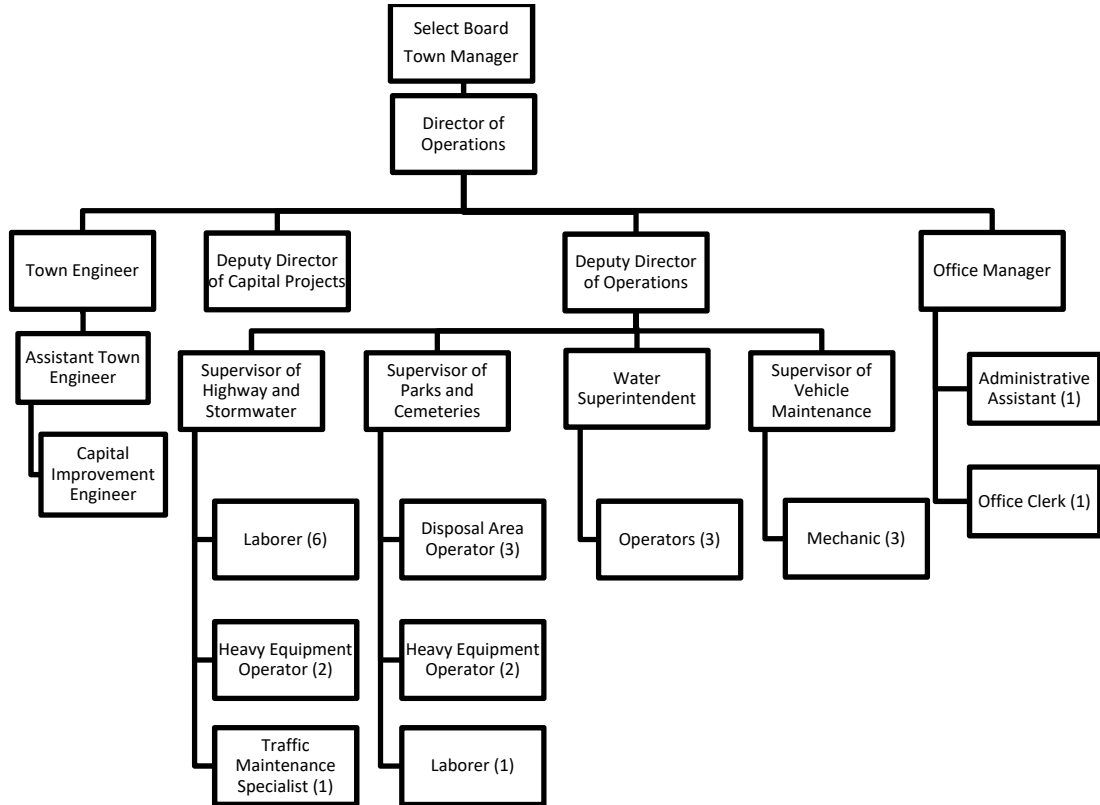 Select Board
Town Manager
Director of
Operations
Town Engineer
Deputy Director
of Capital Projects
Deputy Director
of Operations
Office Manager
Assistant Town
Engineer
Capital
Improvement
Engineer
Supervisor of
Highway and
Stormwater
Supervisor of
Parks and
Cemeteries
Water
Superintendent
Supervisor of
Vehicle
Maintenance
Administrative
Assistant (1)
Office Clerk (1)
Laborer (6)
Disposal Area
Operator (3)
Operators (3)
Mechanic (3)
Heavy Equipment
Operator (2)
Heavy Equipment
Operator (2)
Traffic
Maintenance
Specialist (1)
Laborer (1)